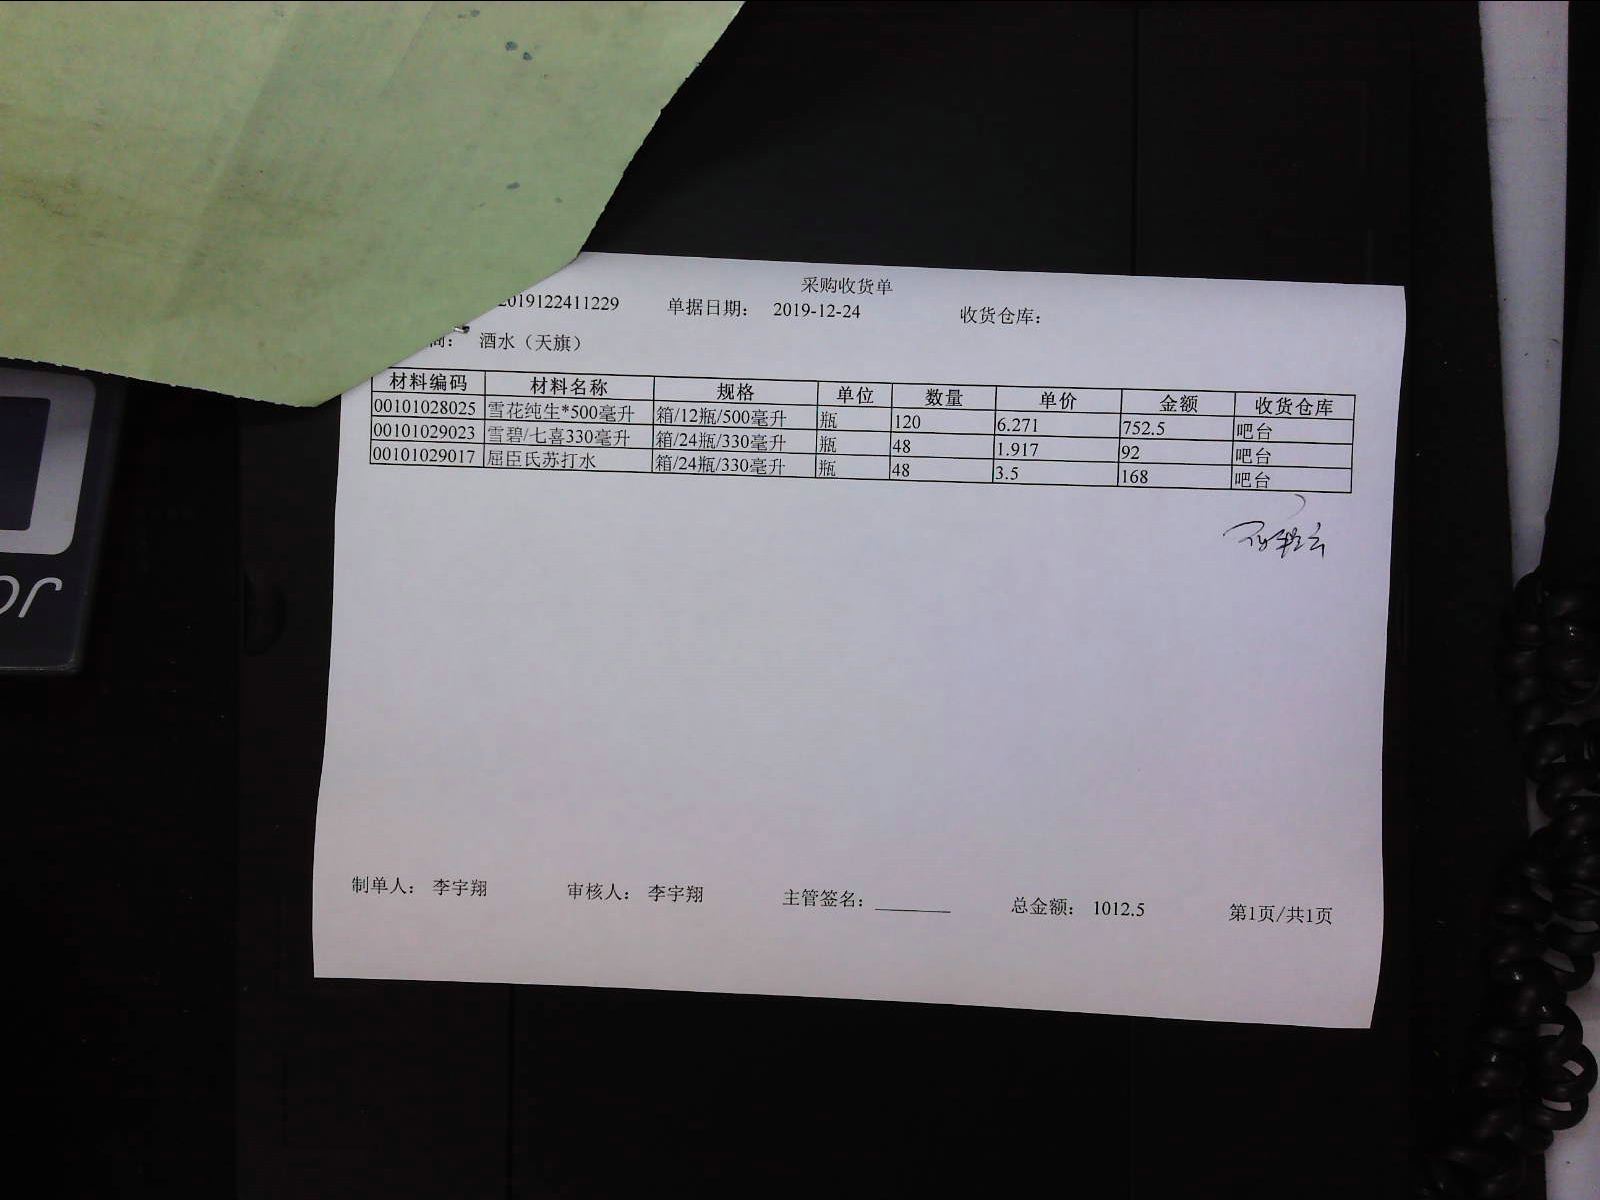 采购收货单
2019122411229 单据日期： 2019-12-24 收货仓库：
商： 酒水（天旗）
材料编码 材料名称 规格 单位 数量 单价 金额 收货仓库
00101028025 雪花纯生*500毫升 箱/12瓶/500毫升 瓶 120 6.271 752.5 吧台
00101029023 雪碧/七喜330毫升 箱/24瓶/330毫升 瓶 48 1.917 92 吧台
00101029017 屈臣氏苏打水 箱/24瓶/330毫升 瓶 48 3.5 168 吧台
制单人： 李宇翔 审核人： 李宇翔 主管签名： 总金额： 1012.5 第1页/共1页